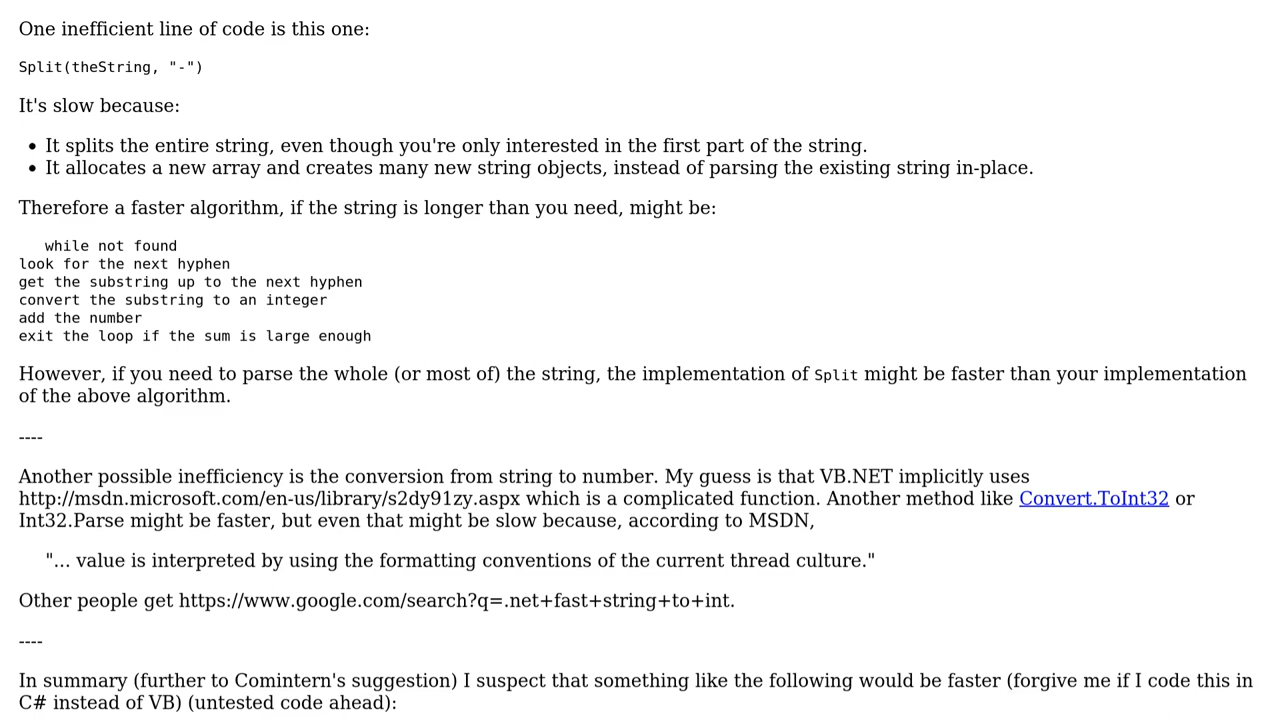 One inefficient line of code is this one:
Split(theString, "-")
It's slow because:
• It splits the entire string, even though you're only interested in the first part of the string.
• It allocates a new array and creates many new string objects, instead of parsing the existing string in-place.
Therefore a faster algorithm, if the string is longer than you need, might be:
while not found
look for the next hyphen
get the substring up to the next hyphen
convert the substring to an integer
add the number
exit the loop if the sum is large enough
However, if you need to parse the whole (or most of) the string, the implementation of Split might be faster than your implementation
of the above algorithm.
----
Another possible inefficiency is the conversion from string to number. My guess is that VB.NET implicitly uses
http://msdn.microsoft.com/en-us/library/s2dy91zy.aspx which is a complicated function. Another method like Convert.ToInt32 or
Int32.Parse might be faster, but even that might be slow because, according to MSDN,
"... value is interpreted by using the formatting conventions of the current thread culture."
Other people get https://www.google.com/search?q=.net+fast+string+to+int.
----
In summary (further to Comintern's suggestion) I suspect that something like the following would be faster (forgive me if I code this in
C# instead of VB) (untested code ahead):